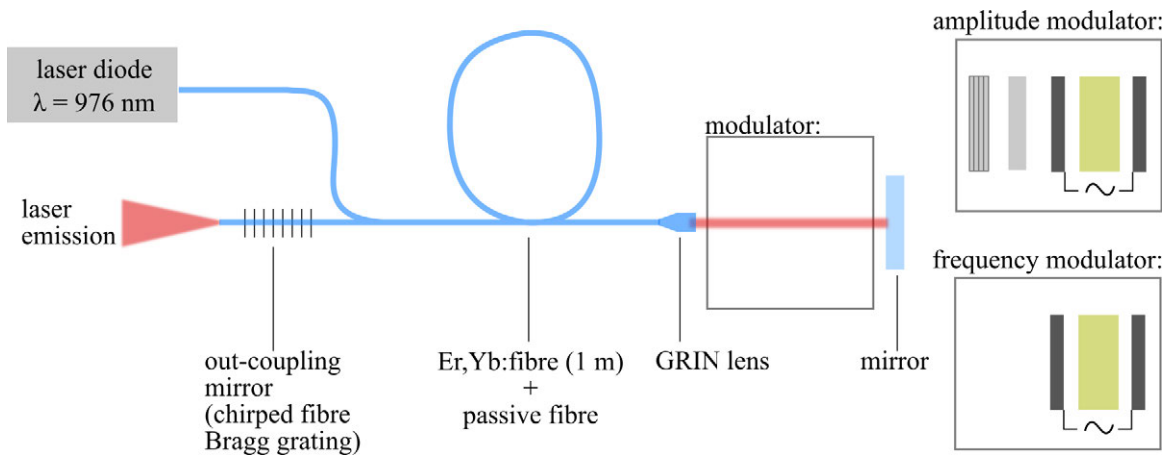 amplitude modulator:
laser diode
λ = 976 nm
modulator:
laser
emission
frequency modulator:
out-coupling
mirror
(chirped fibre
Bragg grating)
Er,Yb:fibre (1 m)
+
passive fibre
GRIN lens
mirror